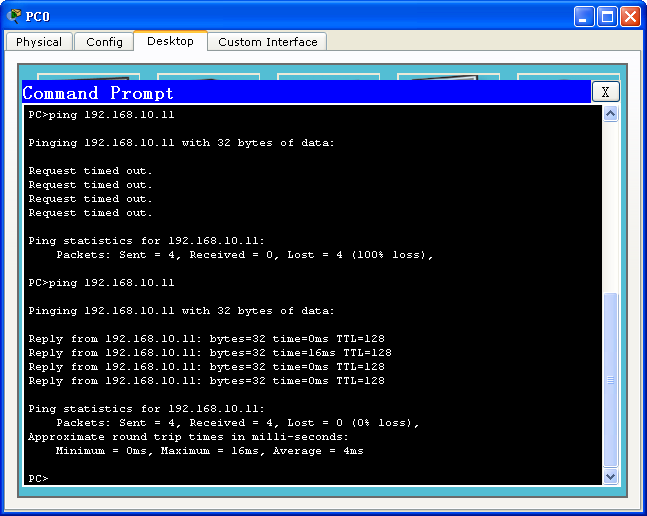 PC0
Physical
Config
Desktop
Custom Interface
Command Prompt
X
PC>ping 192.168.10.11
Pinging 192.168.10.11 with 32 bytes of data:
Request timed out.
Request timed out.
Request timed out.
Request timed out.
Ping statistics for 192.168.10.11:
    Packets: Sent = 4, Received = 0, Lost = 4 (100% loss),
PC>ping 192.168.10.11
Pinging 192.168.10.11 with 32 bytes of data:
Reply from 192.168.10.11: bytes=32 time=0ms TTL=128
Reply from 192.168.10.11: bytes=32 time=16ms TTL=128
Reply from 192.168.10.11: bytes=32 time=0ms TTL=128
Reply from 192.168.10.11: bytes=32 time=0ms TTL=128
Ping statistics for 192.168.10.11:
    Packets: Sent = 4, Received = 4, Lost = 0 (0% loss),
Approximate round trip times in milli-seconds:
    Minimum = 0ms, Maximum = 16ms, Average = 4ms
PC>